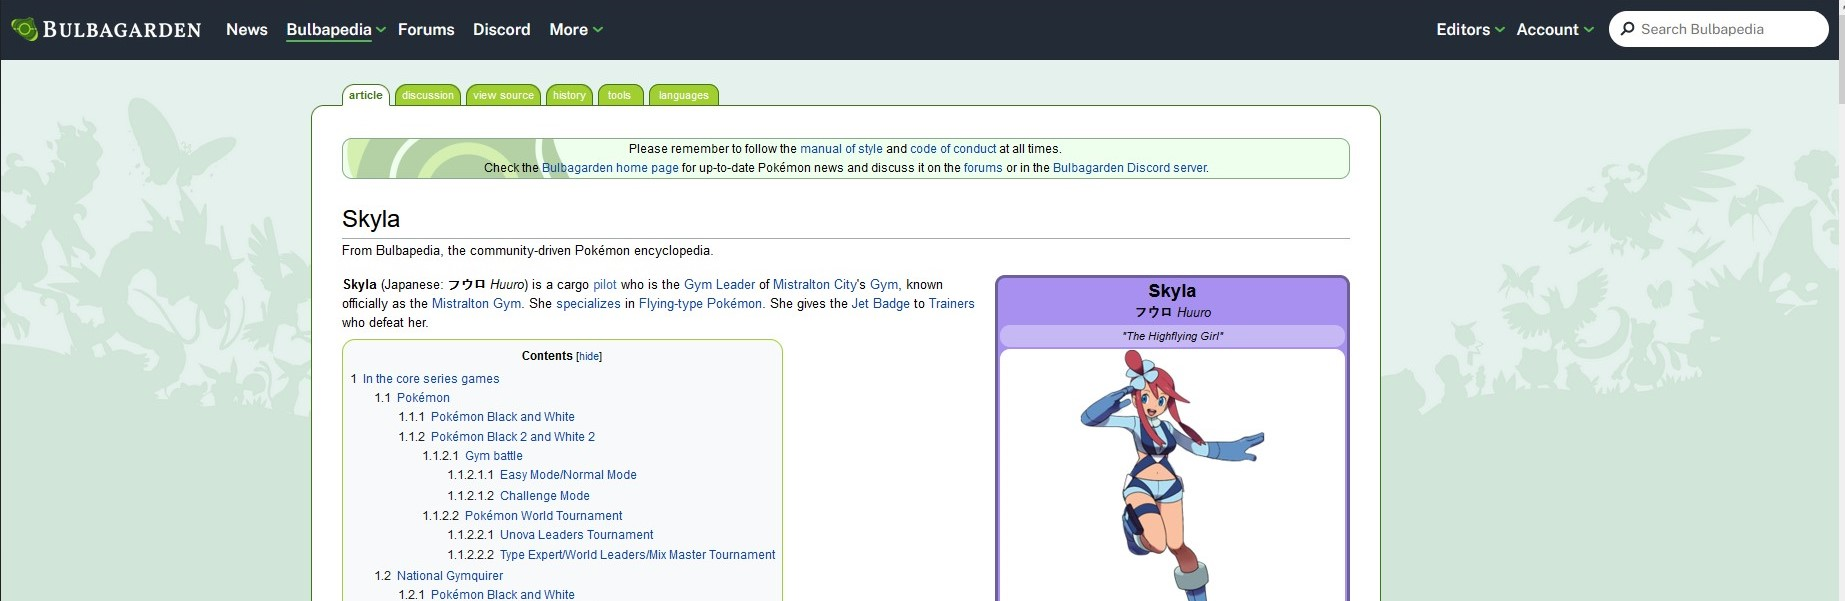 BULBAGARDEN News Bulbapedia Forums Discord More Editors Account Search Bulbapedia
article discussion view source history tools languages
Please remember to follow the manual of style and code of conduct at all times.
Check the Bulbagarden home page for up-to-date Pokémon news and discuss it on the forums or in the Bulbagarden Discord server.
Skyla
From Bulbapedia, the community-driven Pokémon encyclopedia.
Skyla (Japanese: フウロ Huuro) is a cargo pilot who is the Gym Leader of Mistralton City's Gym, known
officially as the Mistralton Gym. She specializes in Flying-type Pokémon. She gives the Jet Badge to Trainers
who defeat her.
Contents [hide]
1 In the core series games
1.1 Pokémon
1.1.1 Pokémon Black and White
1.1.2 Pokémon Black 2 and White 2
1.1.2.1 Gym battle
1.1.2.1.1 Easy Mode/Normal Mode
1.1.2.1.2 Challenge Mode
1.1.2.2 Pokémon World Tournament
1.1.2.2.1 Unova Leaders Tournament
1.1.2.2.2 Type Expert/World Leaders/Mix Master Tournament
1.2 National Gymquirer
1.2.1 Pokémon Black and White
Skyla
フウロ Huuro
"The Highflying Girl"